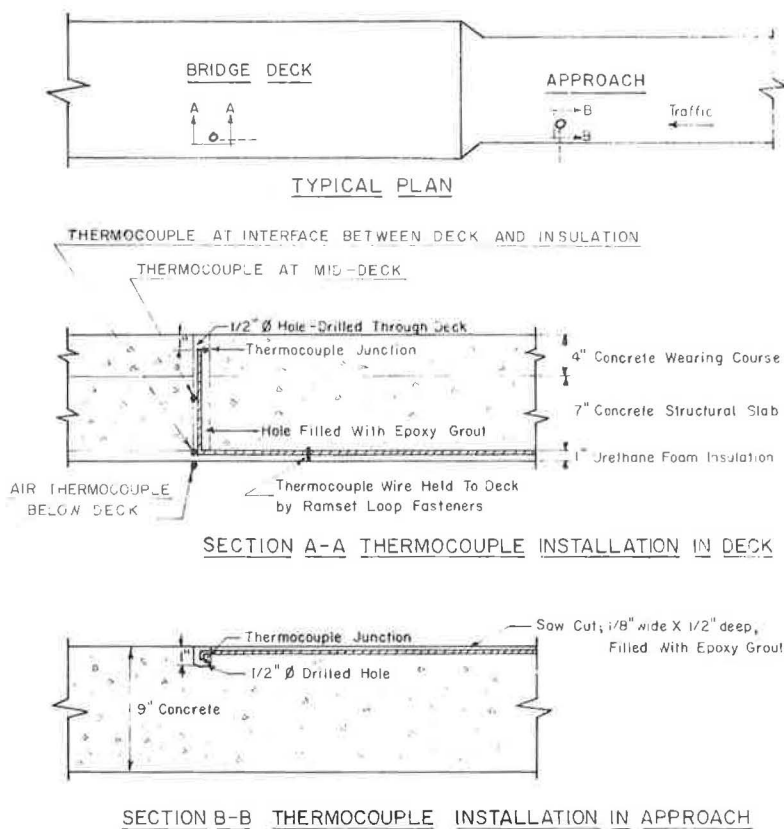 BRIDGE DECK
A A
APPROACH
B
B
Traffic
TYPICAL PLAN
THERMOCOUPLE AT INTERFACE BETWEEN DECK AND INSULATION
THERMOCOUPLE AT MID-DECK
1/2" Ø Hole-Drilled Through Deck
1"
Thermocouple Junction
4" Concrete Wearing Course
7" Concrete Structural Slab
Hole Filled With Epoxy Grout
1" Urethane Foam Insulation
AIR THERMOCOUPLE
BELOW DECK
Thermocouple Wire Held To Deck
by Ramset Loop Fasteners
SECTION A-A THERMOCOUPLE INSTALLATION IN DECK
Saw Cut, 1/8" wide X 1/2" deep,
Filled With Epoxy Grout
Thermocouple Junction
1"
1/2" Ø Drilled Hole
9" Concrete
SECTION B-B THERMOCOUPLE INSTALLATION IN APPROACH